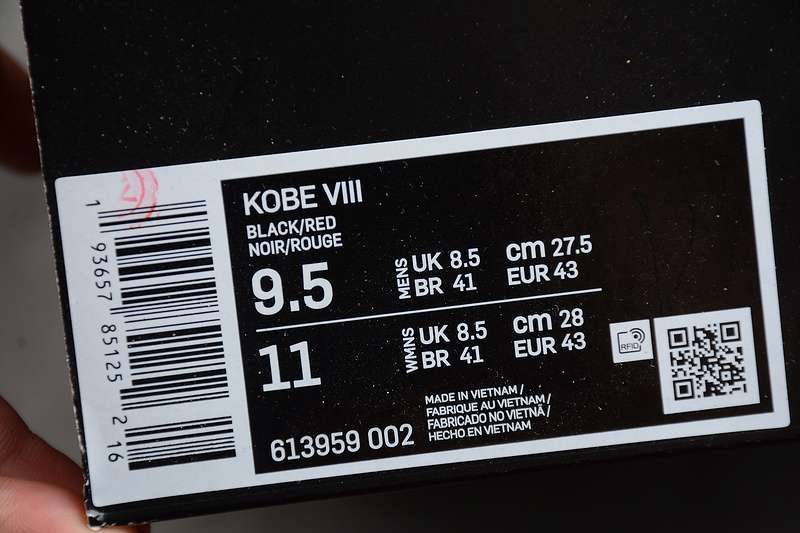 KOBE VIII
BLACK/RED
NOIR/ROUGE
9.5
MENS
UK 8.5 cm 27.5
BR 41 EUR 43
11
WMNS
UK 8.5 cm 28
BR 41 EUR 43
RFID
613959 002
MADE IN VIETNAM /
FABRIQUE AU VIETNAM /
FABRICADO NO VIETNÃ /
HECHO EN VIETNAM
1 93657 85125 2 16